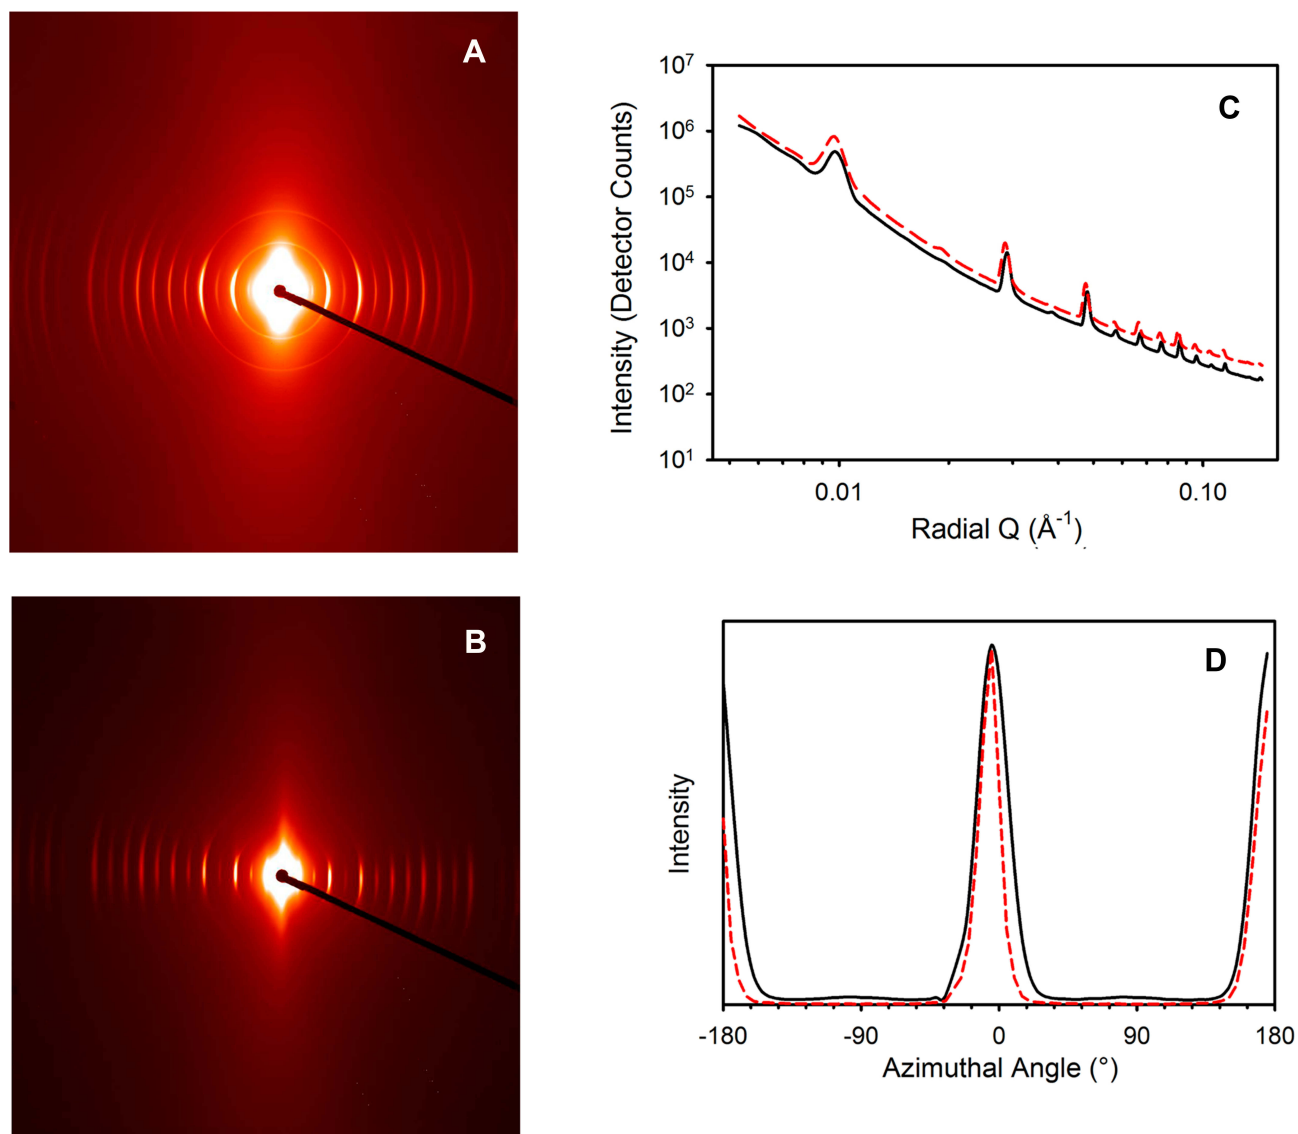 A
C
10⁷
10⁶
10⁵
10⁴
10³
10²
10¹
Intensity (Detector Counts)
0.01 0.10
Radial Q (Å⁻¹)
B
D
Intensity
-180 -90 0 90 180
Azimuthal Angle (°)